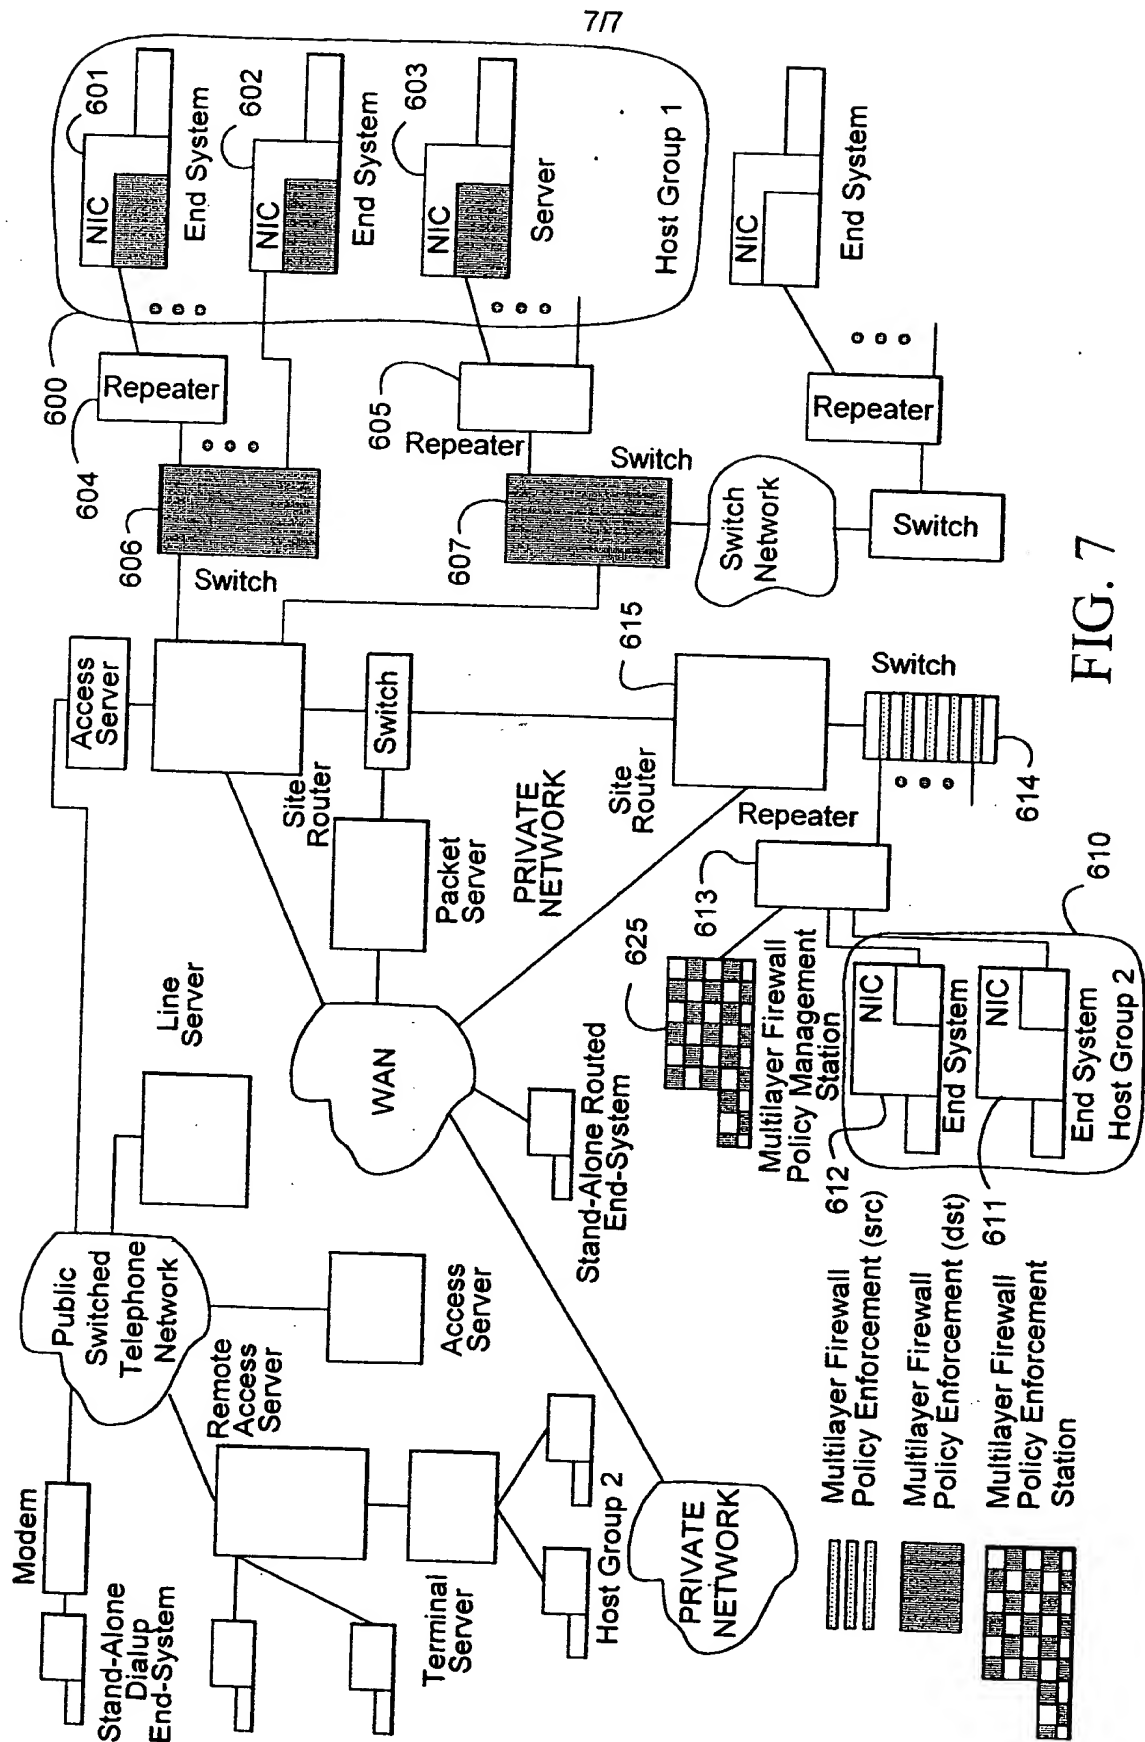 7/7
601
NIC
End System
602
NIC
End System
603
NIC
Server
Host Group 1
600
604
Repeater
605
Repeater
606
Switch
607
Switch
Switch
Network
NIC
End System
Repeater
Switch
Access
Server
Site
Router
Switch
Packet
Server
PRIVATE
NETWORK
615
Site
Router
Switch
614
Repeater
613
625
Multilayer Firewall
Policy Management
Station
610
NIC
End System
612
NIC
End System
611
Host Group 2
WAN
Line
Server
Stand-Alone Routed
End-System
Public
Switched
Telephone
Network
Access
Server
Remote
Access
Server
Modem
Stand-Alone
Dialup
End-System
Terminal
Server
Host Group 2
PRIVATE
NETWORK
Multilayer Firewall
Policy Enforcement (src)
Multilayer Firewall
Policy Enforcement (dst)
Multilayer Firewall
Policy Enforcement
Station
FIG. 7